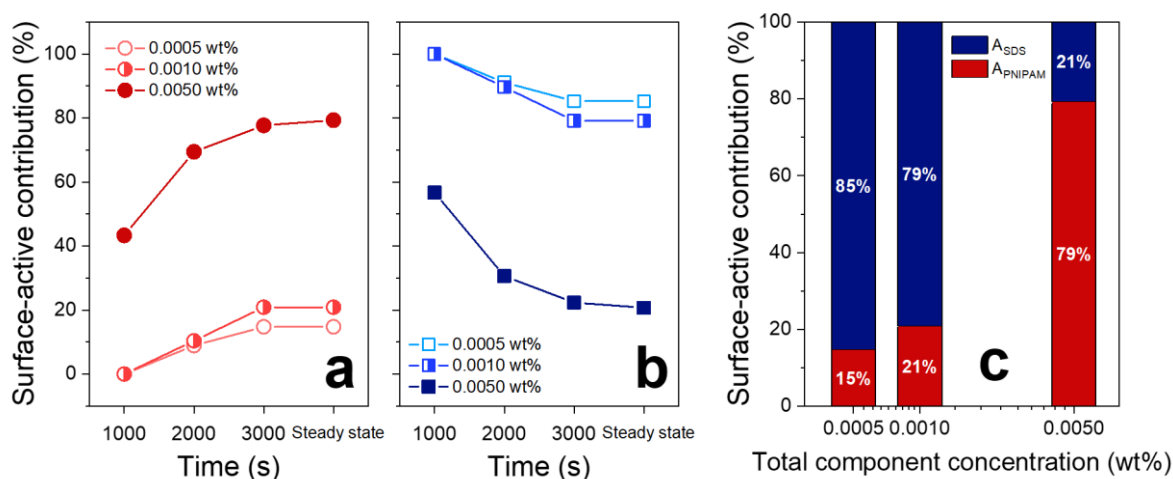 Surface-active contribution (%)
100
80
60
40
20
0
0.0005 wt%
0.0010 wt%
0.0050 wt%
a
1000
2000
3000
Steady state
Time (s)
0.0005 wt%
0.0010 wt%
0.0050 wt%
b
1000
2000
3000
Steady state
Time (s)
Surface-active contribution (%)
100
80
60
40
20
0
A_SDS
A_PNIPAM
85%
15%
79%
21%
21%
79%
c
0.0005
0.0010
0.0050
Total component concentration (wt%)